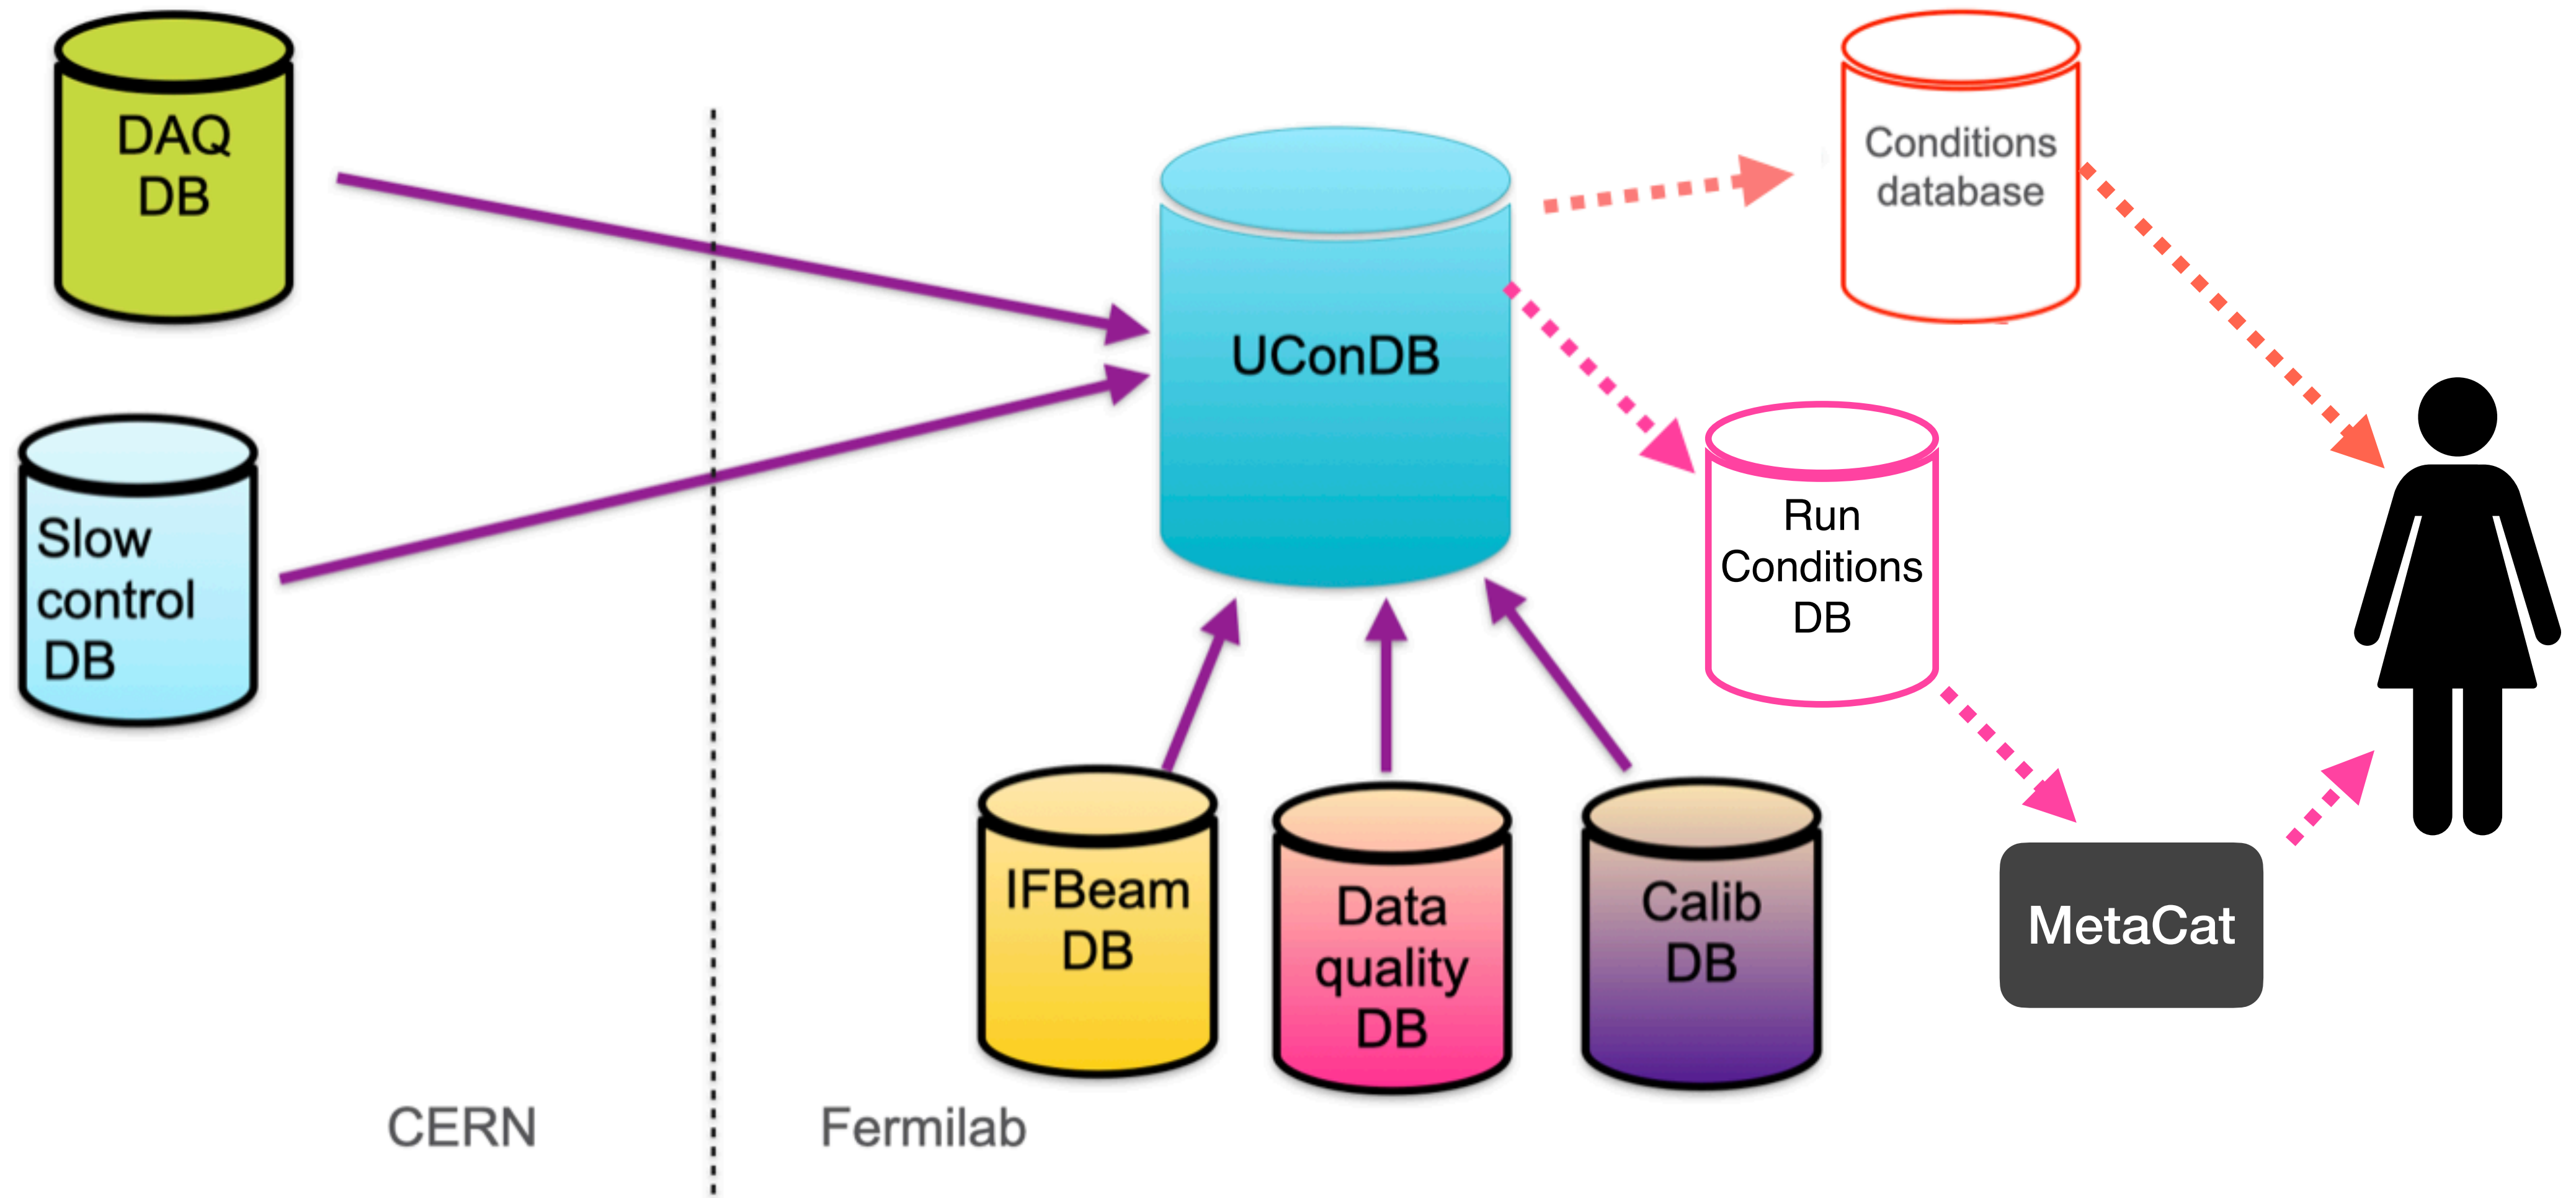 DAQ
DB
Slow
control
DB
UConDB
Conditions
database
Run
Conditions
DB
IFBeam
DB
Data
quality
DB
Calib
DB
MetaCat
CERN
Fermilab